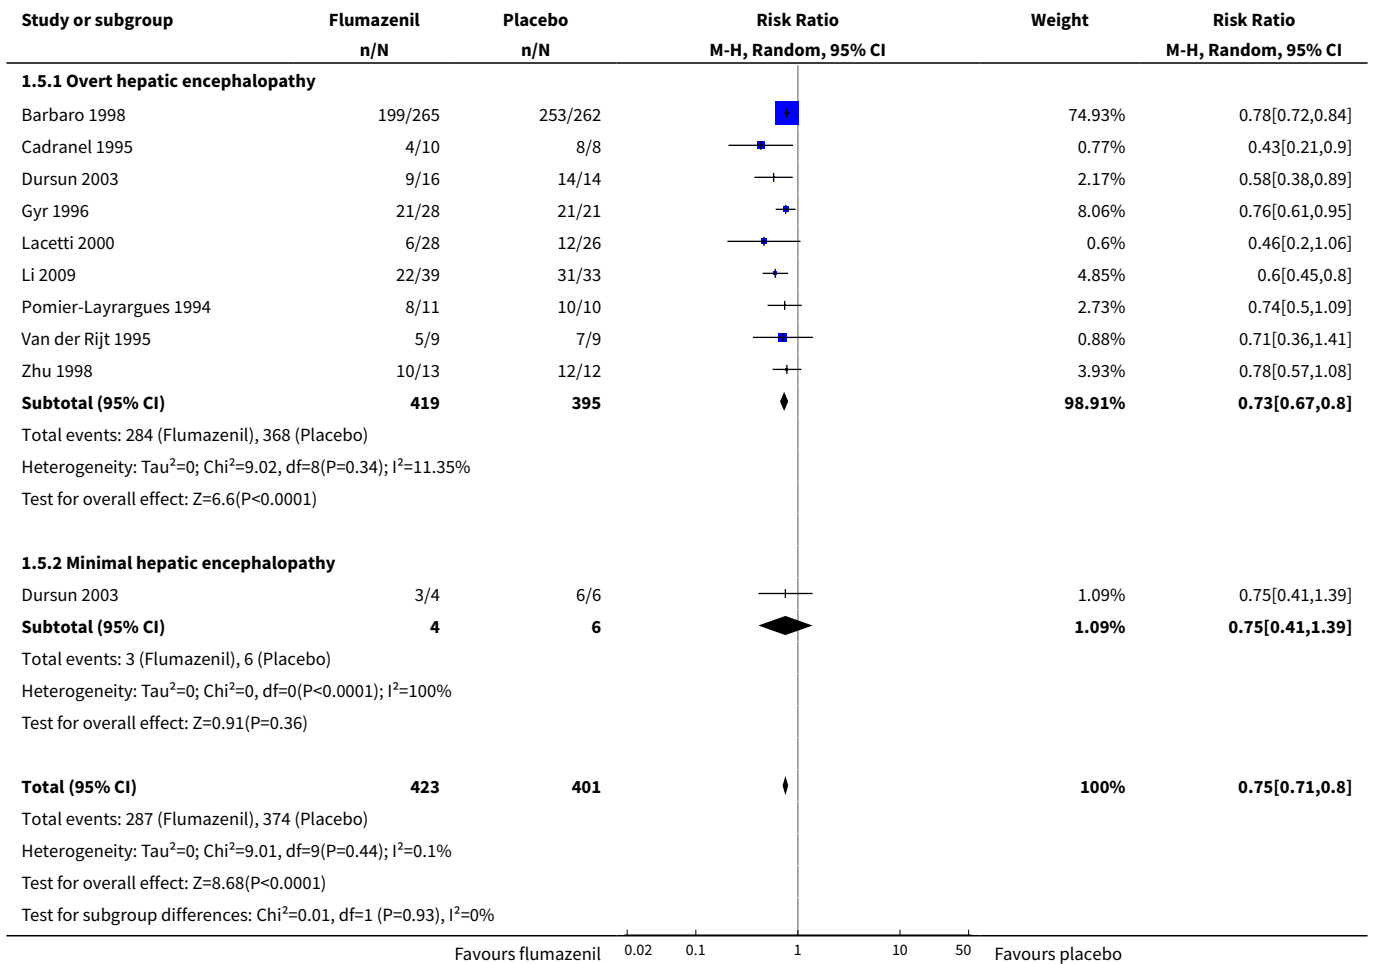 Study or subgroup Flumazenil Placebo Risk Ratio Weight Risk Ratio
n/N n/N M-H, Random, 95% CI M-H, Random, 95% CI
1.5.1 Overt hepatic encephalopathy
Barbaro 1998 199/265 253/262 74.93% 0.78[0.72,0.84]
Cadranel 1995 4/10 8/8 0.77% 0.43[0.21,0.9]
Dursun 2003 9/16 14/14 2.17% 0.58[0.38,0.89]
Gyr 1996 21/28 21/21 8.06% 0.76[0.61,0.95]
Lacetti 2000 6/28 12/26 0.6% 0.46[0.2,1.06]
Li 2009 22/39 31/33 4.85% 0.6[0.45,0.8]
Pomier-Layrargues 1994 8/11 10/10 2.73% 0.74[0.5,1.09]
Van der Rijt 1995 5/9 7/9 0.88% 0.71[0.36,1.41]
Zhu 1998 10/13 12/12 3.93% 0.78[0.57,1.08]
Subtotal (95% CI) 419 395 98.91% 0.73[0.67,0.8]
Total events: 284 (Flumazenil), 368 (Placebo)
Heterogeneity: Tau²=0; Chi²=9.02, df=8(P=0.34); I²=11.35%
Test for overall effect: Z=6.6(P<0.0001)
1.5.2 Minimal hepatic encephalopathy
Dursun 2003 3/4 6/6 1.09% 0.75[0.41,1.39]
Subtotal (95% CI) 4 6 1.09% 0.75[0.41,1.39]
Total events: 3 (Flumazenil), 6 (Placebo)
Heterogeneity: Tau²=0; Chi²=0, df=0(P<0.0001); I²=100%
Test for overall effect: Z=0.91(P=0.36)
Total (95% CI) 423 401 100% 0.75[0.71,0.8]
Total events: 287 (Flumazenil), 374 (Placebo)
Heterogeneity: Tau²=0; Chi²=9.01, df=9(P=0.44); I²=0.1%
Test for overall effect: Z=8.68(P<0.0001)
Test for subgroup differences: Chi²=0.01, df=1 (P=0.93), I²=0%
Favours flumazenil 0.02 0.1 1 10 50 Favours placebo